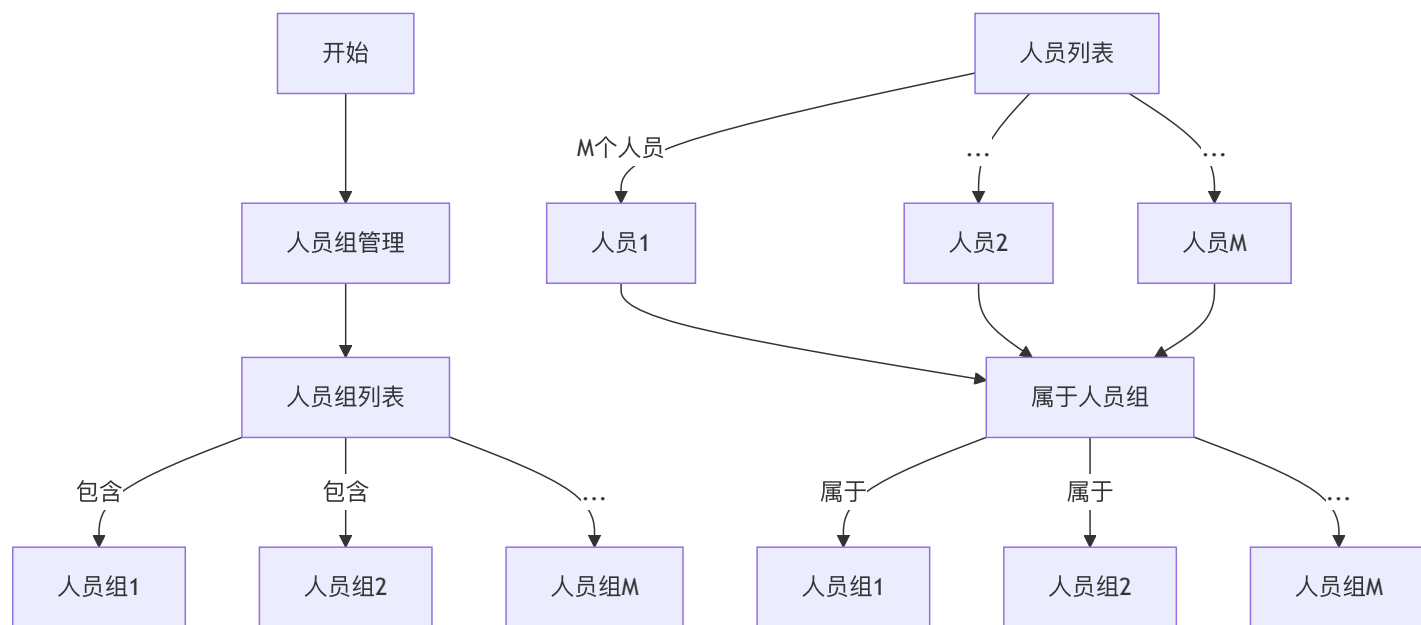 开始
人员列表
M个人员
...
...
人员组管理
人员1
人员2
人员M
人员组列表
属于人员组
包含
包含
...
属于
属于
...
人员组1
人员组2
人员组M
人员组1
人员组2
人员组M